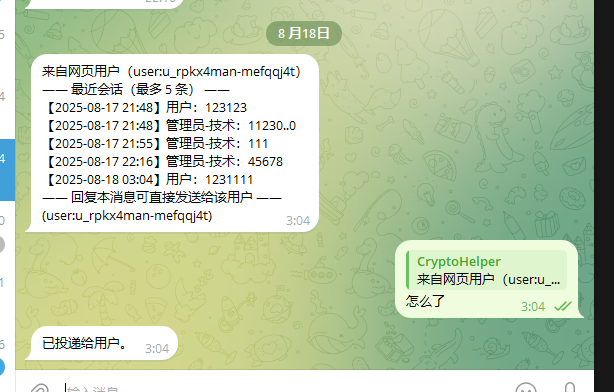 8 月18日
来自网页用户（user:u_rpkx4man-mefqqj4t）
—— 最近会话（最多 5 条） ——
【2025-08-17 21:48】用户：123123
【2025-08-17 21:48】管理员-技术：11230..0
【2025-08-17 21:55】管理员-技术：111
【2025-08-17 22:16】管理员-技术：45678
【2025-08-18 03:04】用户：1231111
—— 回复本消息可直接发送给该用户 ——
(user:u_rpkx4man-mefqqj4t)
3:04
CryptoHelper
来自网页用户（user:u_...
怎么了
3:04
已投递给用户。
3:04
输入消息